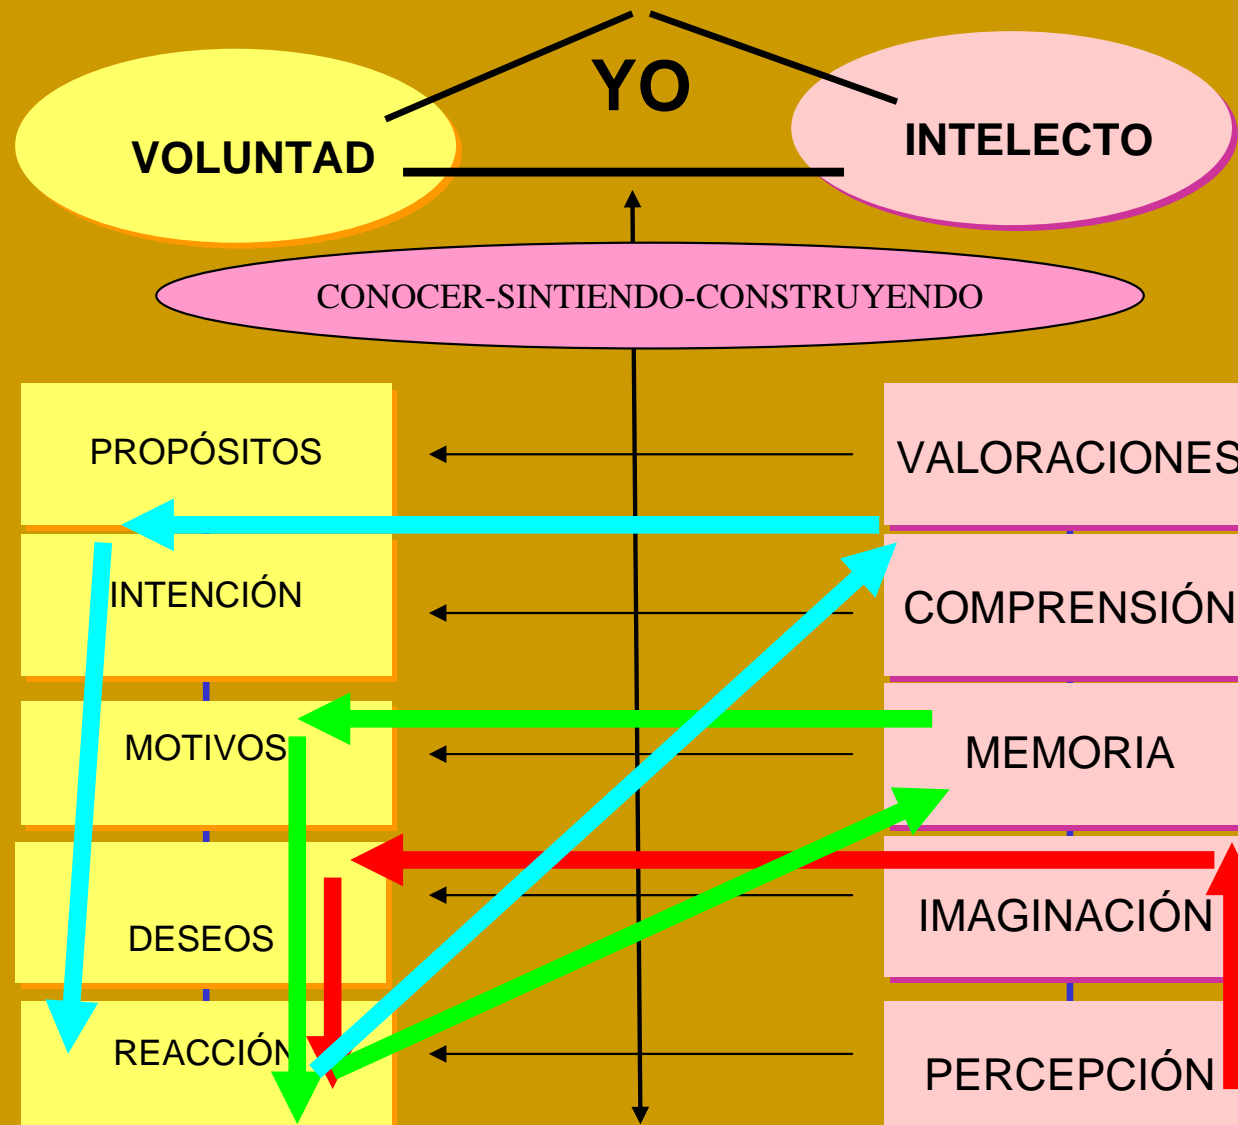 YO
VOLUNTAD
INTELECTO
CONOCER-SINTIENDO-CONSTRUYENDO
PROPÓSITOS
VALORACIONES
INTENCIÓN
COMPRENSIÓN
MOTIVOS
MEMORIA
DESEOS
IMAGINACIÓN
REACCIÓN
PERCEPCIÓN